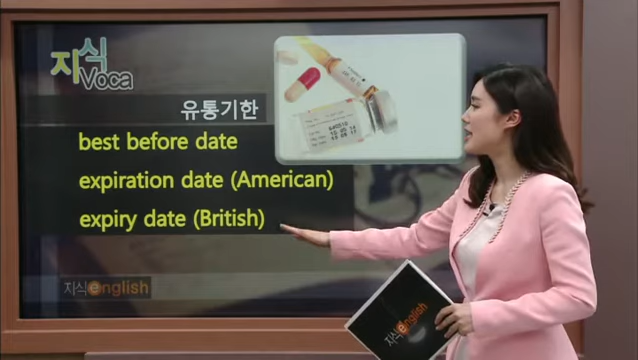 지식
Voca
유통기한
best before date
expiration date (American)
expiry date (British)
지식english
지식english